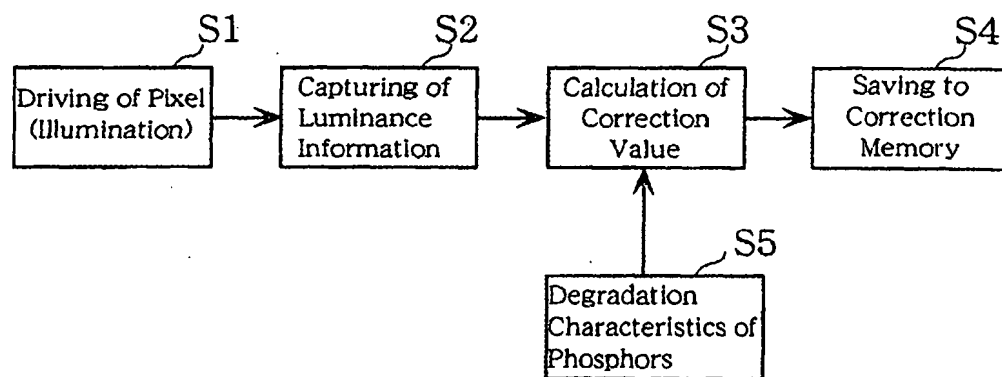 S1
Driving of Pixel
(Illumination)
S2
Capturing of
Luminance
Information
S3
Calculation of
Correction
Value
S4
Saving to
Correction
Memory
S5
Degradation
Characteristics of
Phosphors